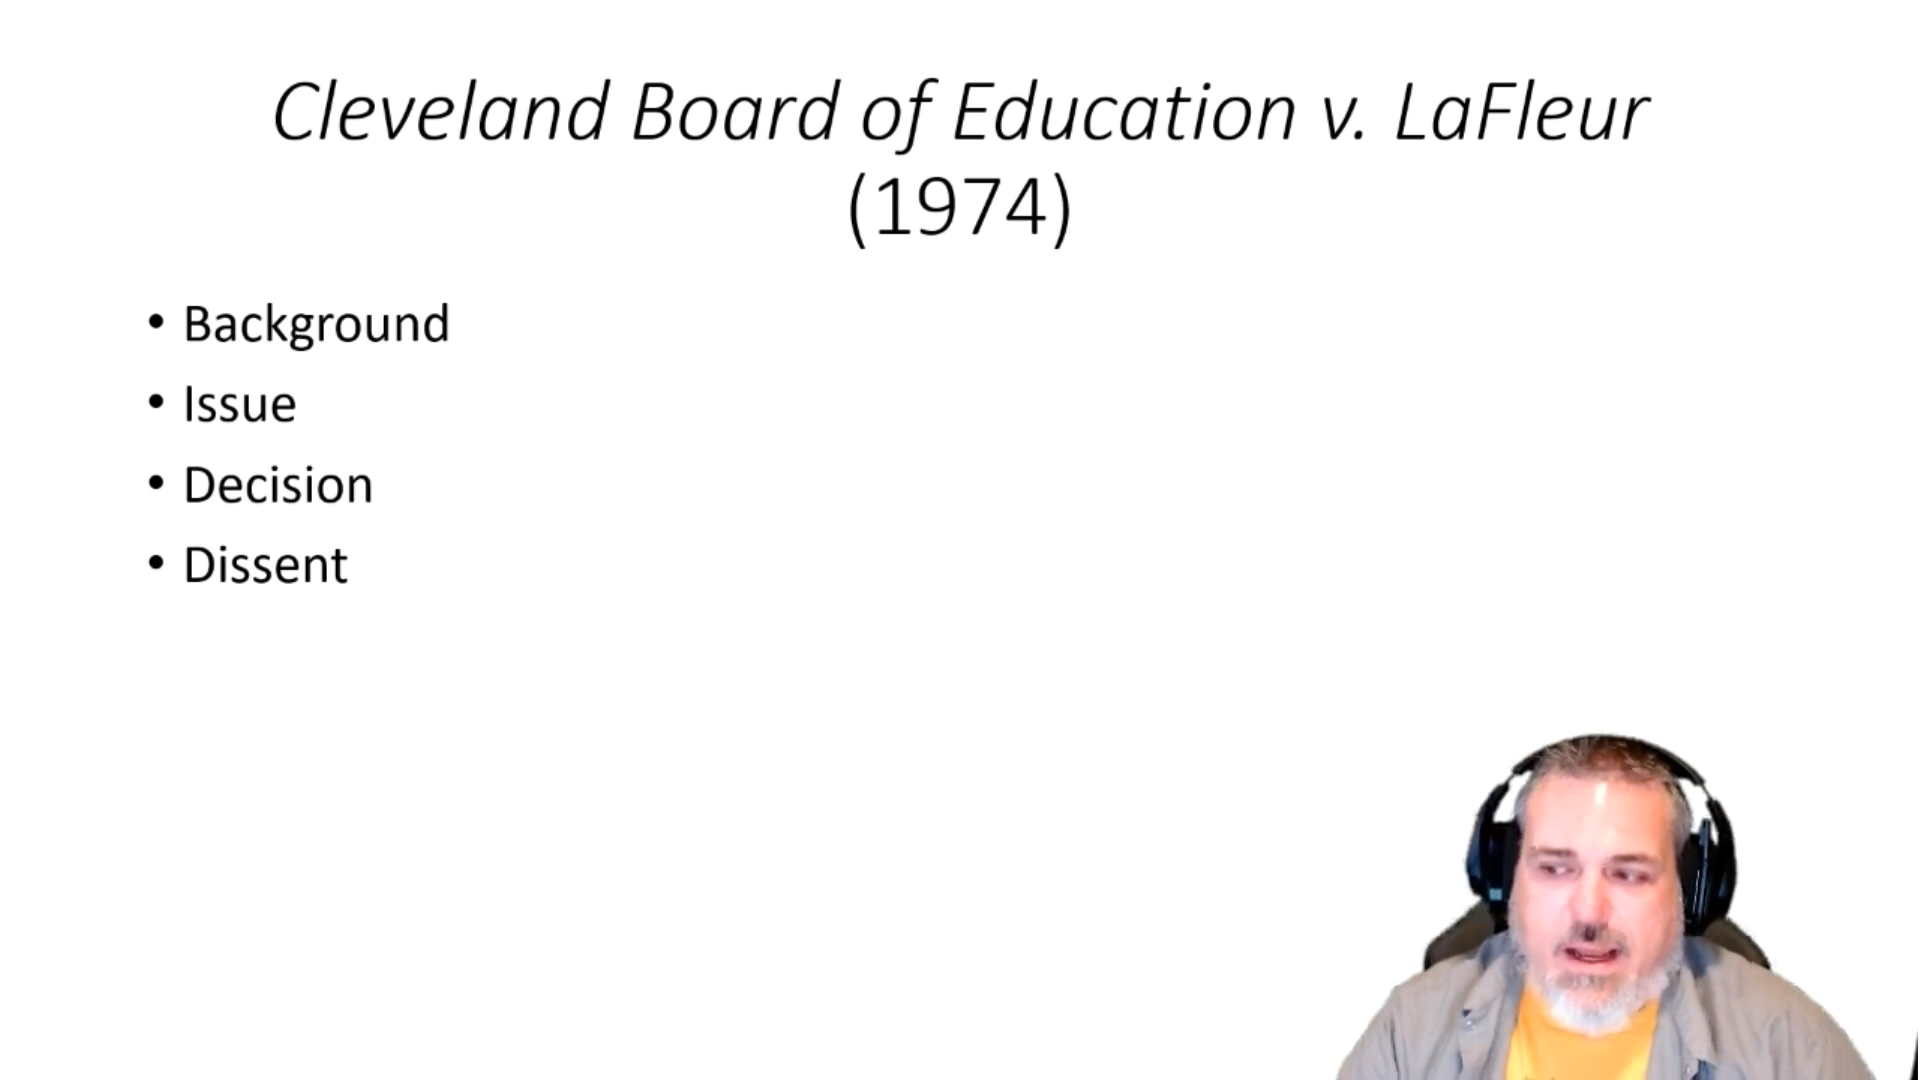 Cleveland Board of Education v. LaFleur
(1974)
• Background
• Issue
• Decision
• Dissent